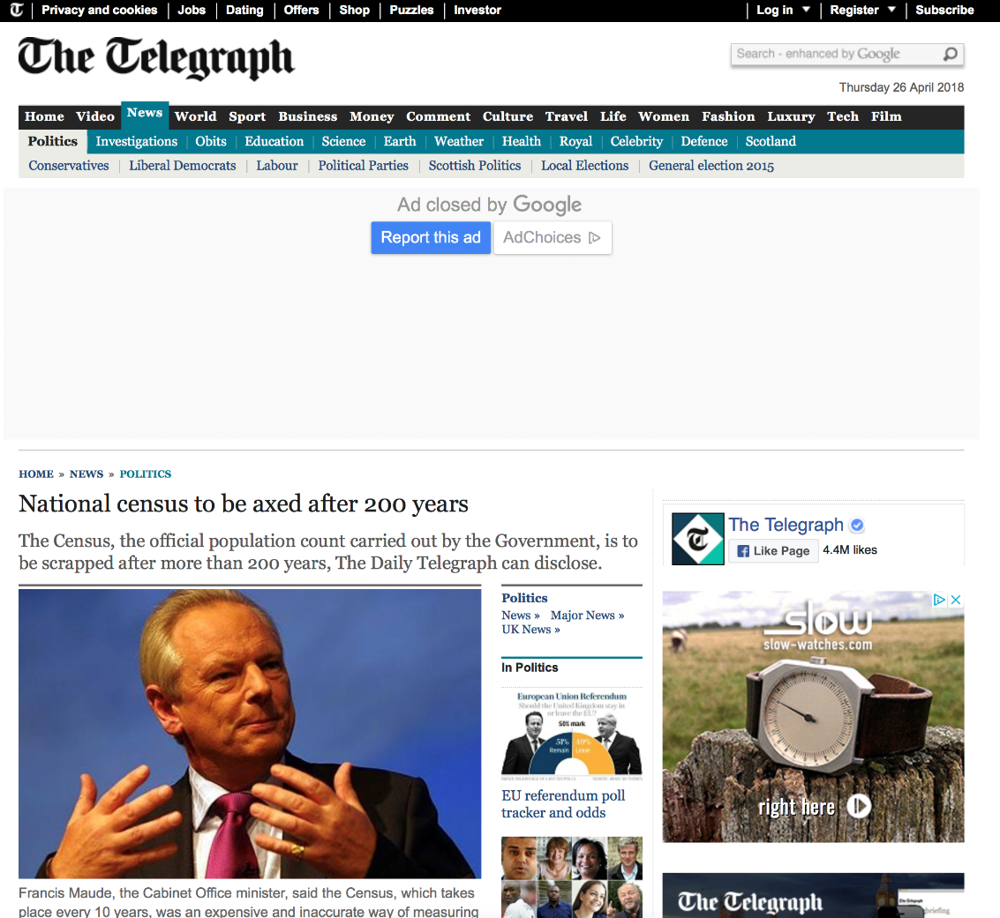 Privacy and cookies Jobs Dating Offers Shop Puzzles Investor Log in Register Subscribe
The Telegraph
Search - enhanced by Google
Thursday 26 April 2018
Home Video News World Sport Business Money Comment Culture Travel Life Women Fashion Luxury Tech Film
Politics Investigations Obits Education Science Earth Weather Health Royal Celebrity Defence Scotland
Conservatives Liberal Democrats Labour Political Parties Scottish Politics Local Elections General election 2015
Ad closed by Google
Report this ad AdChoices
HOME » NEWS » POLITICS
National census to be axed after 200 years
The Census, the official population count carried out by the Government, is to
be scrapped after more than 200 years, The Daily Telegraph can disclose.
Francis Maude, the Cabinet Office minister, said the Census, which takes
place every 10 years, was an expensive and inaccurate way of measuring
Politics
News » Major News »
UK News »
In Politics
European Union Referendum
Should the United Kingdom stay in
or leave the EU?
50% mark
51% 49%
Remain Leave
EU referendum poll
tracker and odds
The Telegraph
Like Page 4.4M likes
slow
slow-watches.com
right here
The Telegraph
briefing